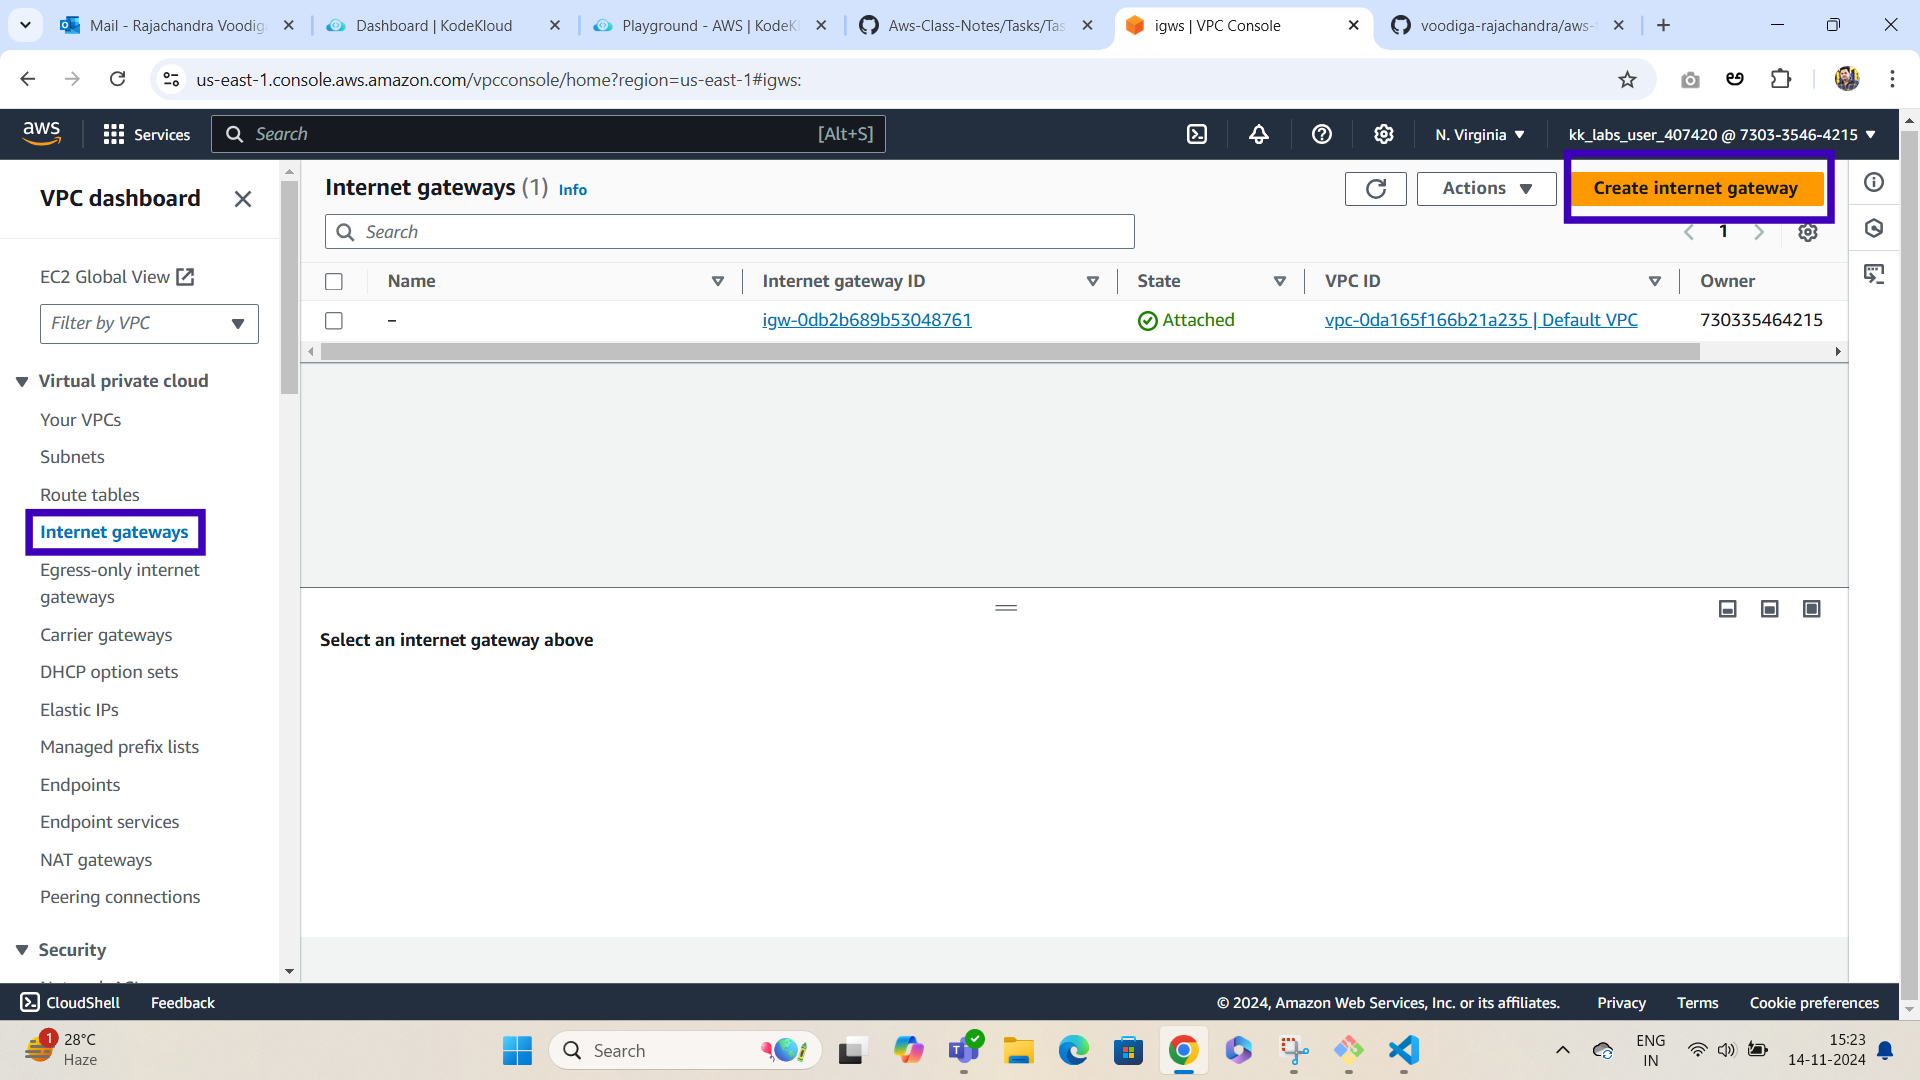 Mail - Rajachandra Voodig
Dashboard | KodeKloud
Playground - AWS | KodeK
Aws-Class-Notes/Tasks/Tas
igws | VPC Console
voodiga-rajachandra/aws-
us-east-1.console.aws.amazon.com/vpcconsole/home?region=us-east-1#igws:
aws
Services
Search
[Alt+S]
N. Virginia
kk_labs_user_407420 @ 7303-3546-4215
VPC dashboard
EC2 Global View
Filter by VPC
Virtual private cloud
Your VPCs
Subnets
Route tables
Internet gateways
Egress-only internet
gateways
Carrier gateways
DHCP option sets
Elastic IPs
Managed prefix lists
Endpoints
Endpoint services
NAT gateways
Peering connections
Security
Internet gateways (1) Info
Actions
Create internet gateway
Search
1
Name
Internet gateway ID
State
VPC ID
Owner
–
igw-0db2b689b53048761
Attached
vpc-0da165f166b21a235 | Default VPC
730335464215
Select an internet gateway above
CloudShell
Feedback
© 2024, Amazon Web Services, Inc. or its affiliates.
Privacy
Terms
Cookie preferences
1
28°C
Haze
Search
ENG
IN
15:23
14-11-2024